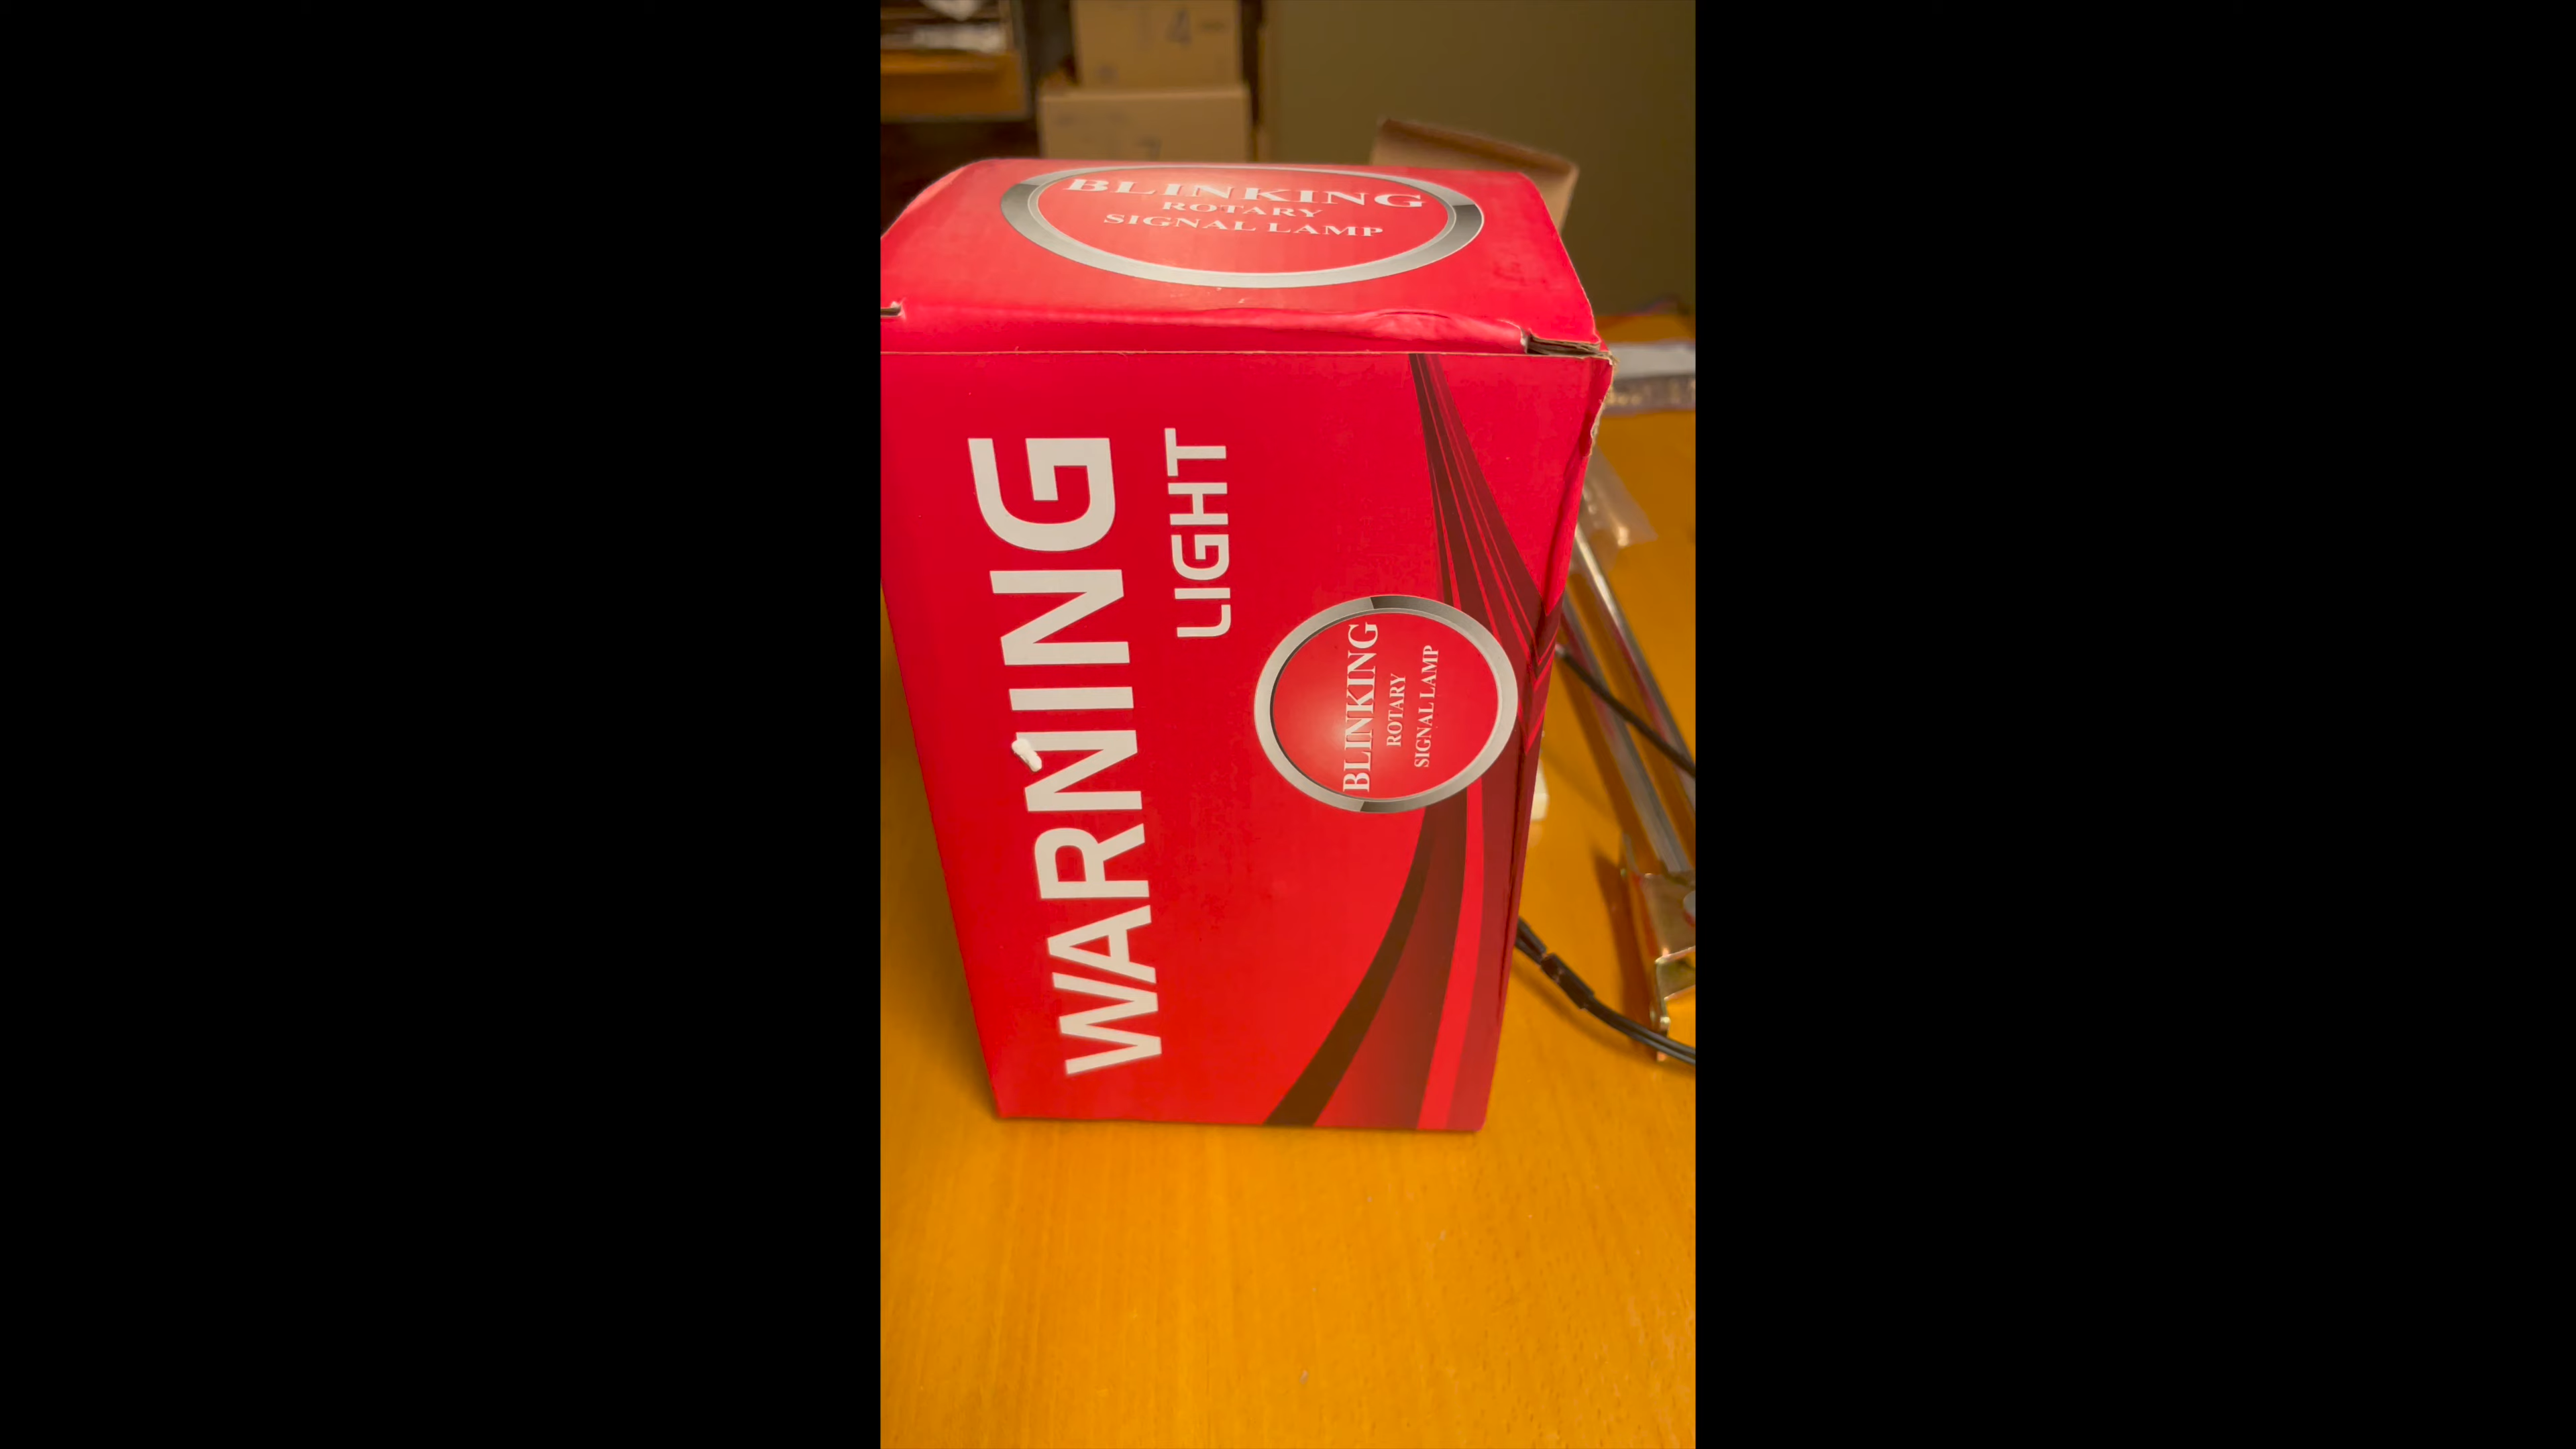 BLINKING
ROTARY
SIGNAL LAMP
WARNING
LIGHT
BLINKING
ROTARY
SIGNAL LAMP